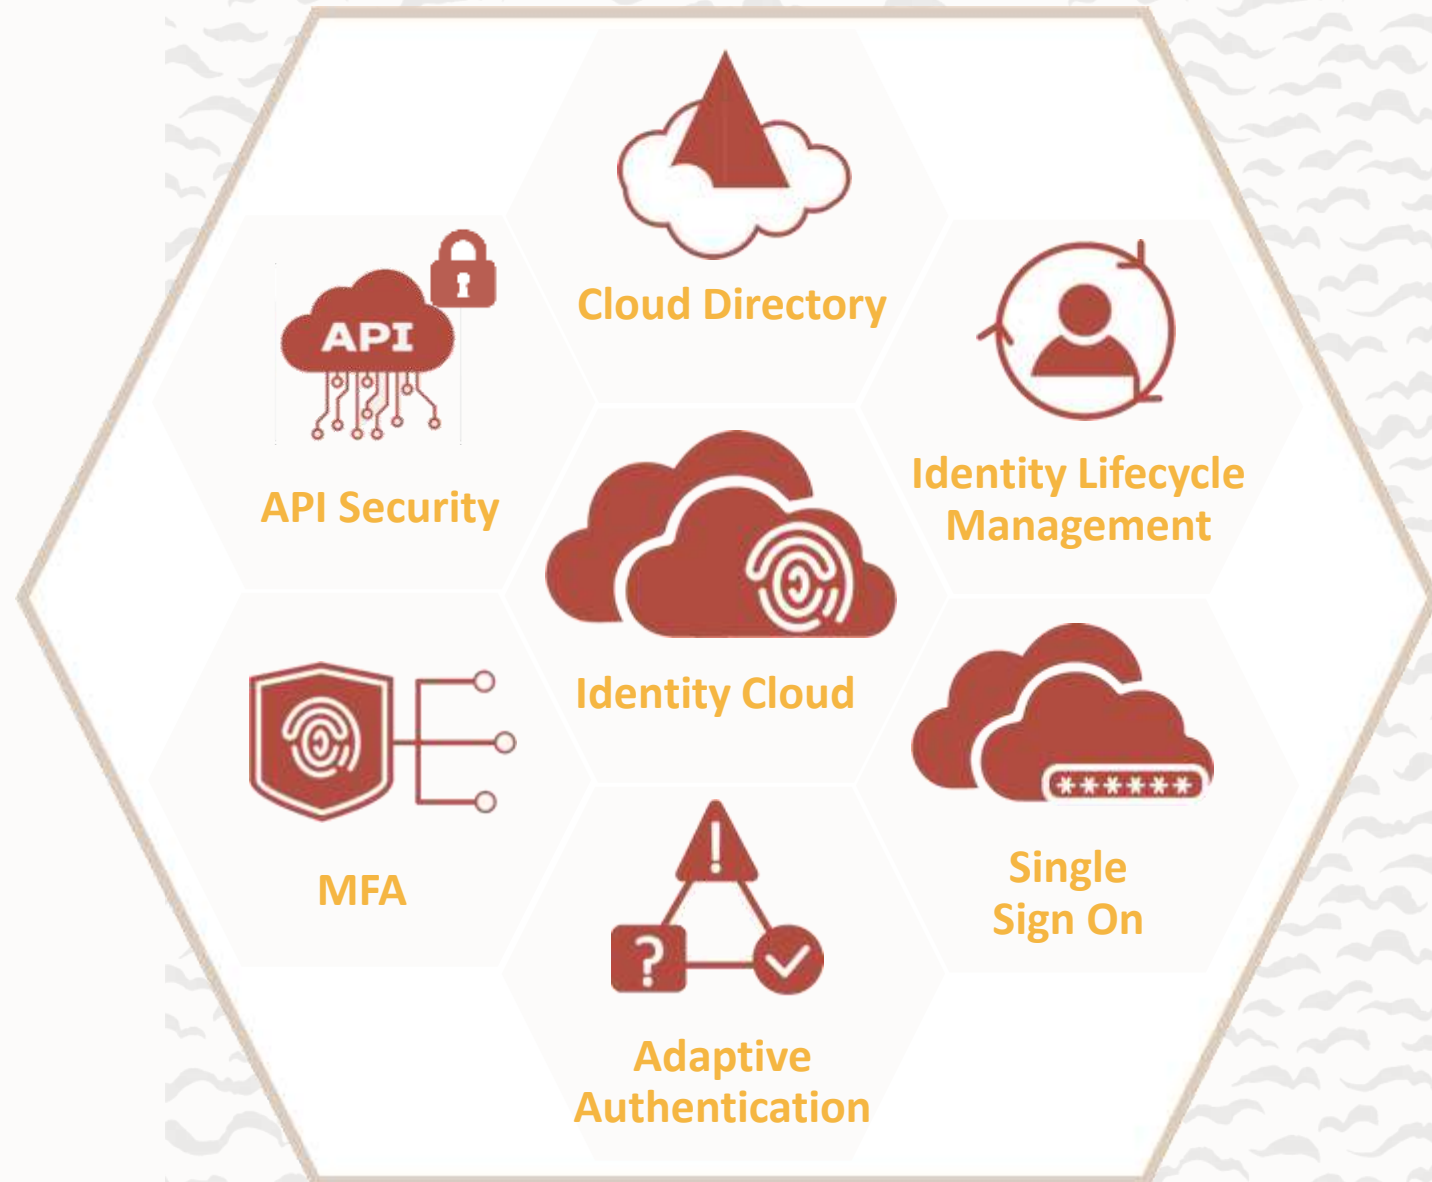 Cloud Directory
API
API Security
Identity Lifecycle
Management
Identity Cloud
******
MFA
Single
Sign On
!
?
Adaptive
Authentication